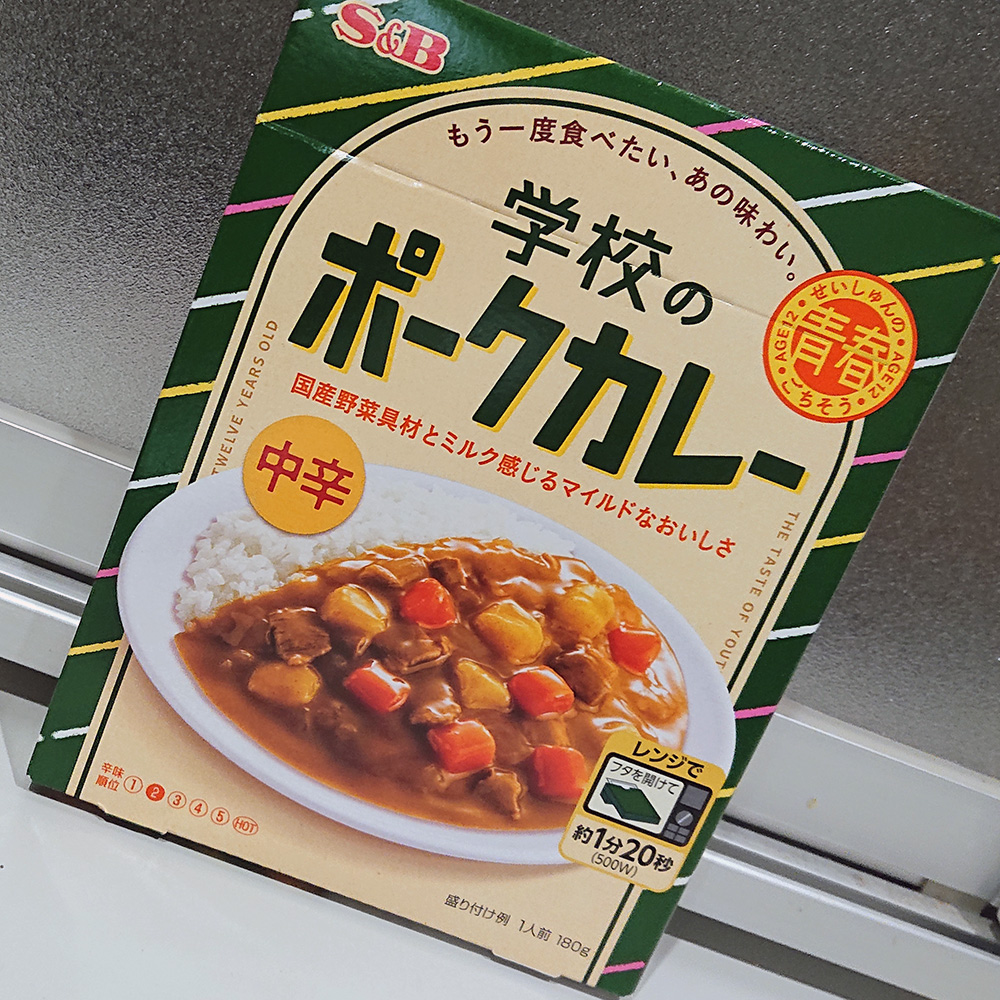 S&B
もう一度食べたい、あの味わい。
学校の
ポークカレー
国産野菜具材とミルク感じるマイルドなおいしさ
せいしゅんの
AGE12
青春
AGE12
ごちそう
中辛
TWELVE YEARS OLD
THE TASTE OF YOUT
レンジで
フタを開けて
約1分20秒
(500W)
辛味
順位 1 2 3 4 5 HOT
盛り付け例 1人前 180g